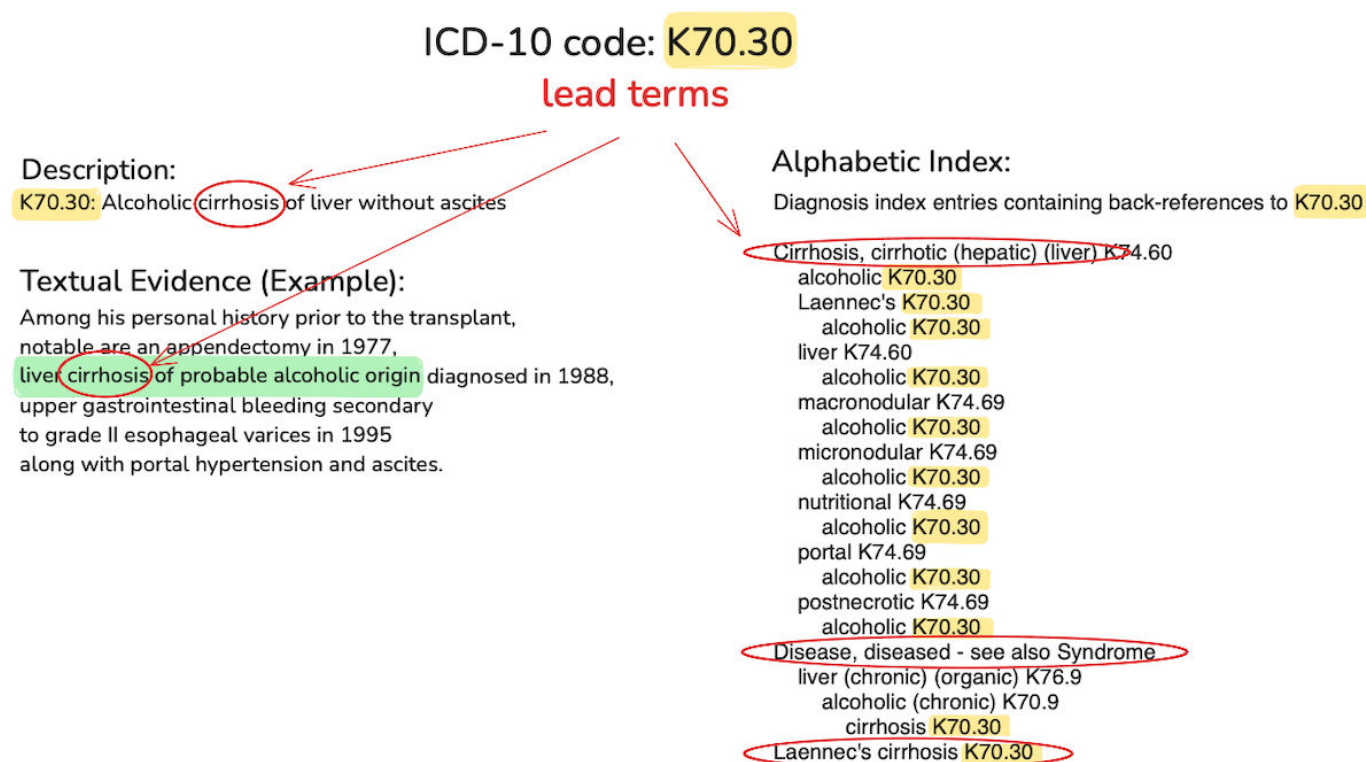 ICD-10 code: K70.30
lead terms
Description:
K70.30: Alcoholic cirrhosis of liver without ascites
Textual Evidence (Example):
Among his personal history prior to the transplant,
notable are an appendectomy in 1977,
liver cirrhosis of probable alcoholic origin diagnosed in 1988,
upper gastrointestinal bleeding secondary
to grade II esophageal varices in 1995
along with portal hypertension and ascites.
Alphabetic Index:
Diagnosis index entries containing back-references to K70.30
Cirrhosis, cirrhotic (hepatic) (liver) K74.60
alcoholic K70.30
Laennec's K70.30
alcoholic K70.30
liver K74.60
alcoholic K70.30
macronodular K74.69
alcoholic K70.30
micronodular K74.69
alcoholic K70.30
nutritional K74.69
alcoholic K70.30
portal K74.69
alcoholic K70.30
postnecrotic K74.69
alcoholic K70.30
Disease, diseased - see also Syndrome
liver (chronic) (organic) K76.9
alcoholic (chronic) K70.9
cirrhosis K70.30
Laennec's cirrhosis K70.30